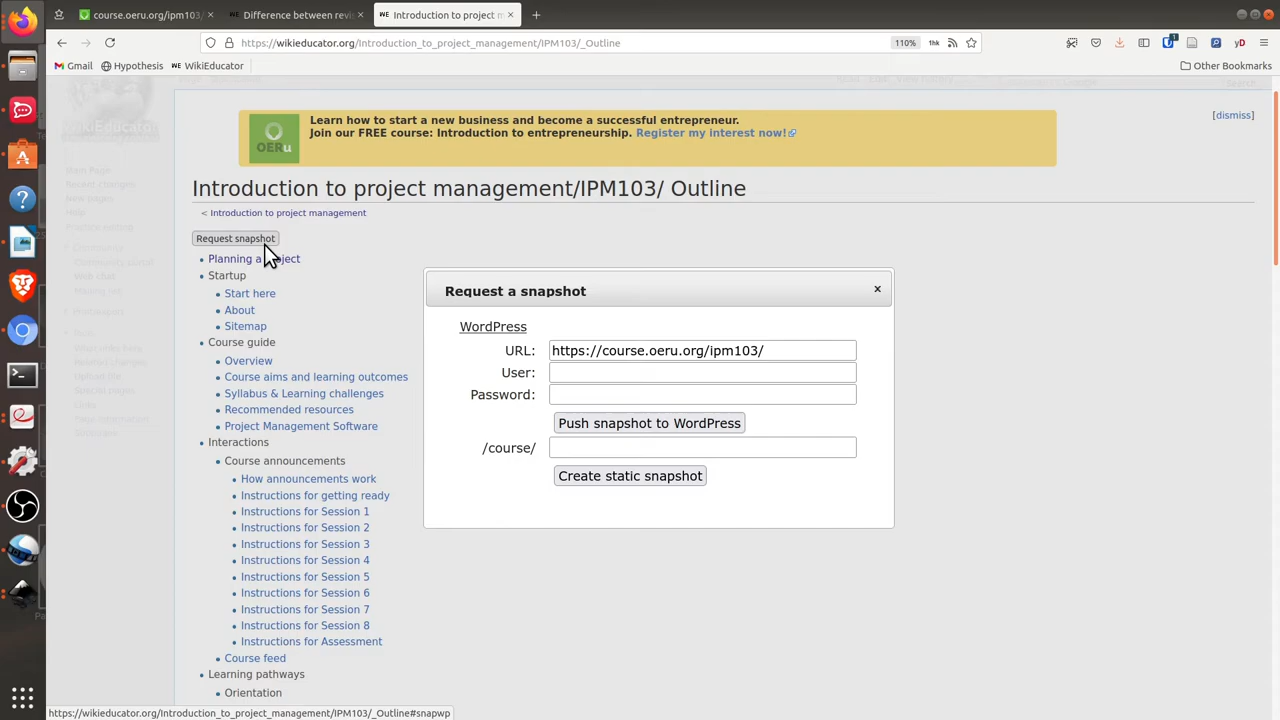 course.oeru.org/ipm103/
Difference between revis
Introduction to project m
https://wikieducator.org/Introduction_to_project_management/IPM103/_Outline
110%
Gmail
Hypothesis
WikiEducator
Other Bookmarks
Learn how to start a new business and become a successful entrepreneur.
Join our FREE course: Introduction to entrepreneurship. Register my interest now!
[dismiss]
OERu
Introduction to project management/IPM103/ Outline
< Introduction to project management
Request snapshot
Planning a project
Startup
Start here
About
Sitemap
Course guide
Overview
Course aims and learning outcomes
Syllabus & Learning challenges
Recommended resources
Project Management Software
Interactions
Course announcements
How announcements work
Instructions for getting ready
Instructions for Session 1
Instructions for Session 2
Instructions for Session 3
Instructions for Session 4
Instructions for Session 5
Instructions for Session 6
Instructions for Session 7
Instructions for Session 8
Instructions for Assessment
Course feed
Learning pathways
Orientation
Request a snapshot
WordPress
URL: https://course.oeru.org/ipm103/
User:
Password:
Push snapshot to WordPress
/course/
Create static snapshot
https://wikieducator.org/Introduction_to_project_management/IPM103/_Outline#snapwp